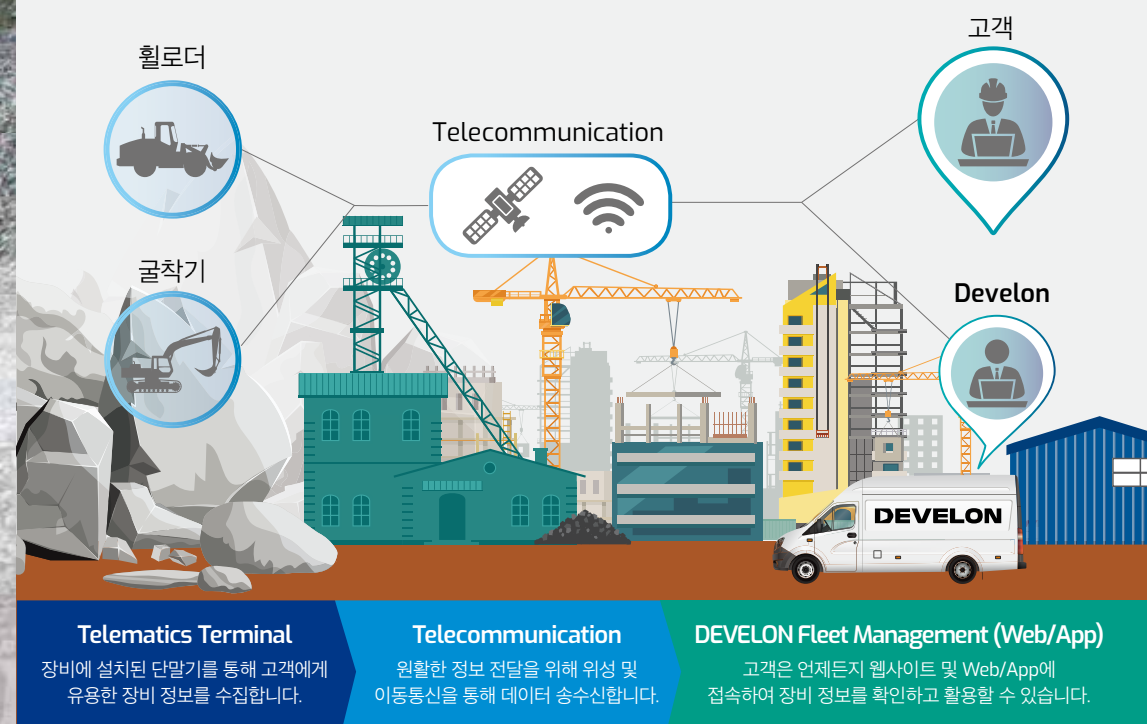 휠로더
고객
Telecommunication
굴착기
Develon
DEVELON
Telematics Terminal
장비에 설치된 단말기를 통해 고객에게
유용한 장비 정보를 수집합니다.
Telecommunication
원활한 정보 전달을 위해 위성 및
이동통신을 통해 데이터 송수신합니다.
DEVELON Fleet Management (Web/App)
고객은 언제든지 웹사이트 및 Web/App에
접속하여 장비 정보를 확인하고 활용할 수 있습니다.